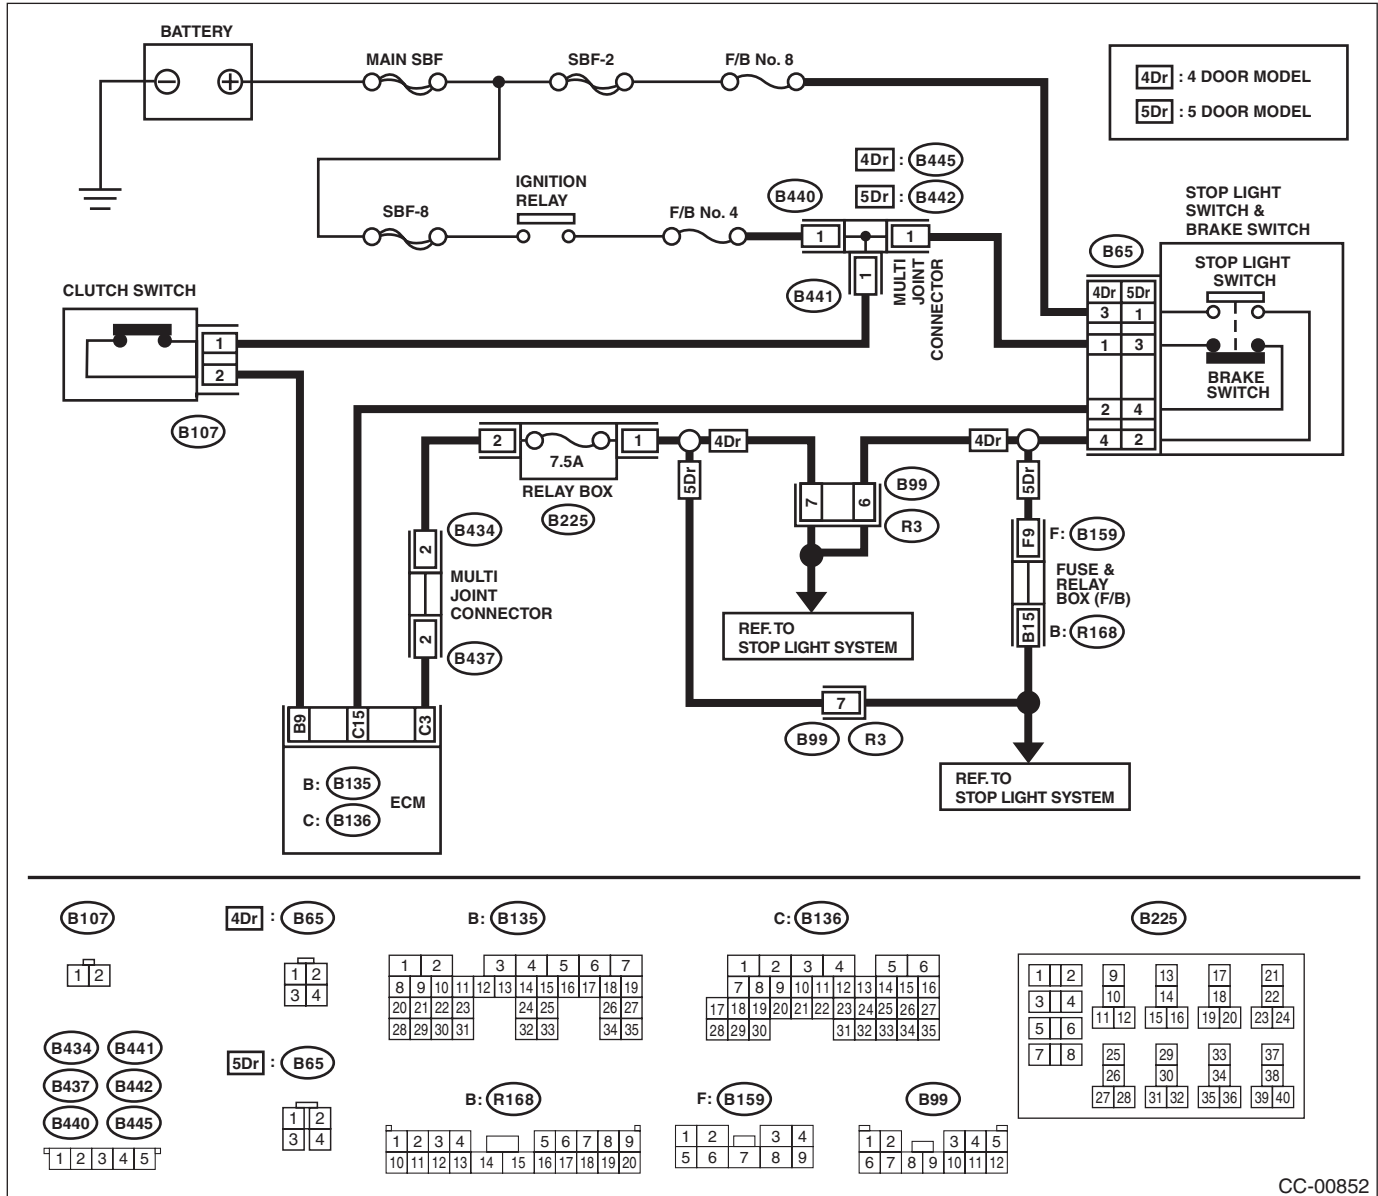 BATTERY
MAIN SBF
SBF-2
F/B No. 8
4Dr : 4 DOOR MODEL
5Dr : 5 DOOR MODEL
4Dr : B445
5Dr : B442
IGNITION
RELAY
B440
SBF-8
F/B No. 4
1
1
1
B441
MULTI
JOINT
CONNECTOR
STOP LIGHT
SWITCH &
BRAKE SWITCH
B65
STOP LIGHT
SWITCH
4Dr 5Dr
3 1
1 3
2 4
4 2
BRAKE
SWITCH
CLUTCH SWITCH
1
2
B107
2
7.5A
1
RELAY BOX
B225
4Dr
5Dr
4Dr
5Dr
7
6
B99
R3
F9
F: B159
FUSE &
RELAY
BOX (F/B)
B15
B: R168
B434
2
MULTI
JOINT
CONNECTOR
2
B437
REF. TO
STOP LIGHT SYSTEM
7
B99
R3
REF. TO
STOP LIGHT SYSTEM
B9
C15
C3
B: B135
C: B136
ECM
B107
1 2
4Dr : B65
1 2
3 4
B: B135
1 2 3 4 5 6 7
8 9 10 11 12 13 14 15 16 17 18 19
20 21 22 23 24 25 26 27
28 29 30 31 32 33 34 35
C: B136
1 2 3 4 5 6
7 8 9 10 11 12 13 14 15 16
17 18 19 20 21 22 23 24 25 26 27
28 29 30 31 32 33 34 35
B225
1 2 9 13 17 21
3 4 10 14 18 22
11 12 15 16 19 20 23 24
5 6
7 8 25 29 33 37
26 30 34 38
27 28 31 32 35 36 39 40
B434 B441
B437 B442
B440 B445
1 2 3 4 5
5Dr : B65
1 2
3 4
B: R168
1 2 3 4 5 6 7 8 9
10 11 12 13 14 15 16 17 18 19 20
F: B159
1 2 3 4
5 6 7 8 9
B99
1 2 3 4 5
6 7 8 9 10 11 12
CC-00852